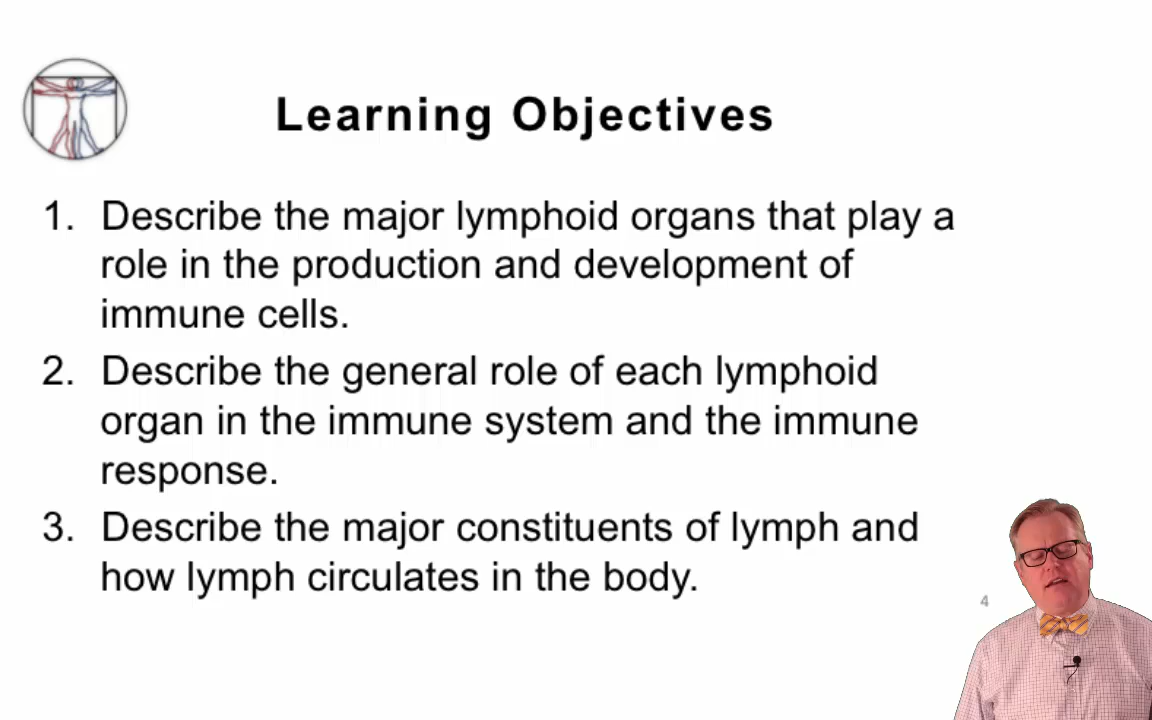 Learning Objectives
1. Describe the major lymphoid organs that play a
role in the production and development of
immune cells.
2. Describe the general role of each lymphoid
organ in the immune system and the immune
response.
3. Describe the major constituents of lymph and
how lymph circulates in the body.
4